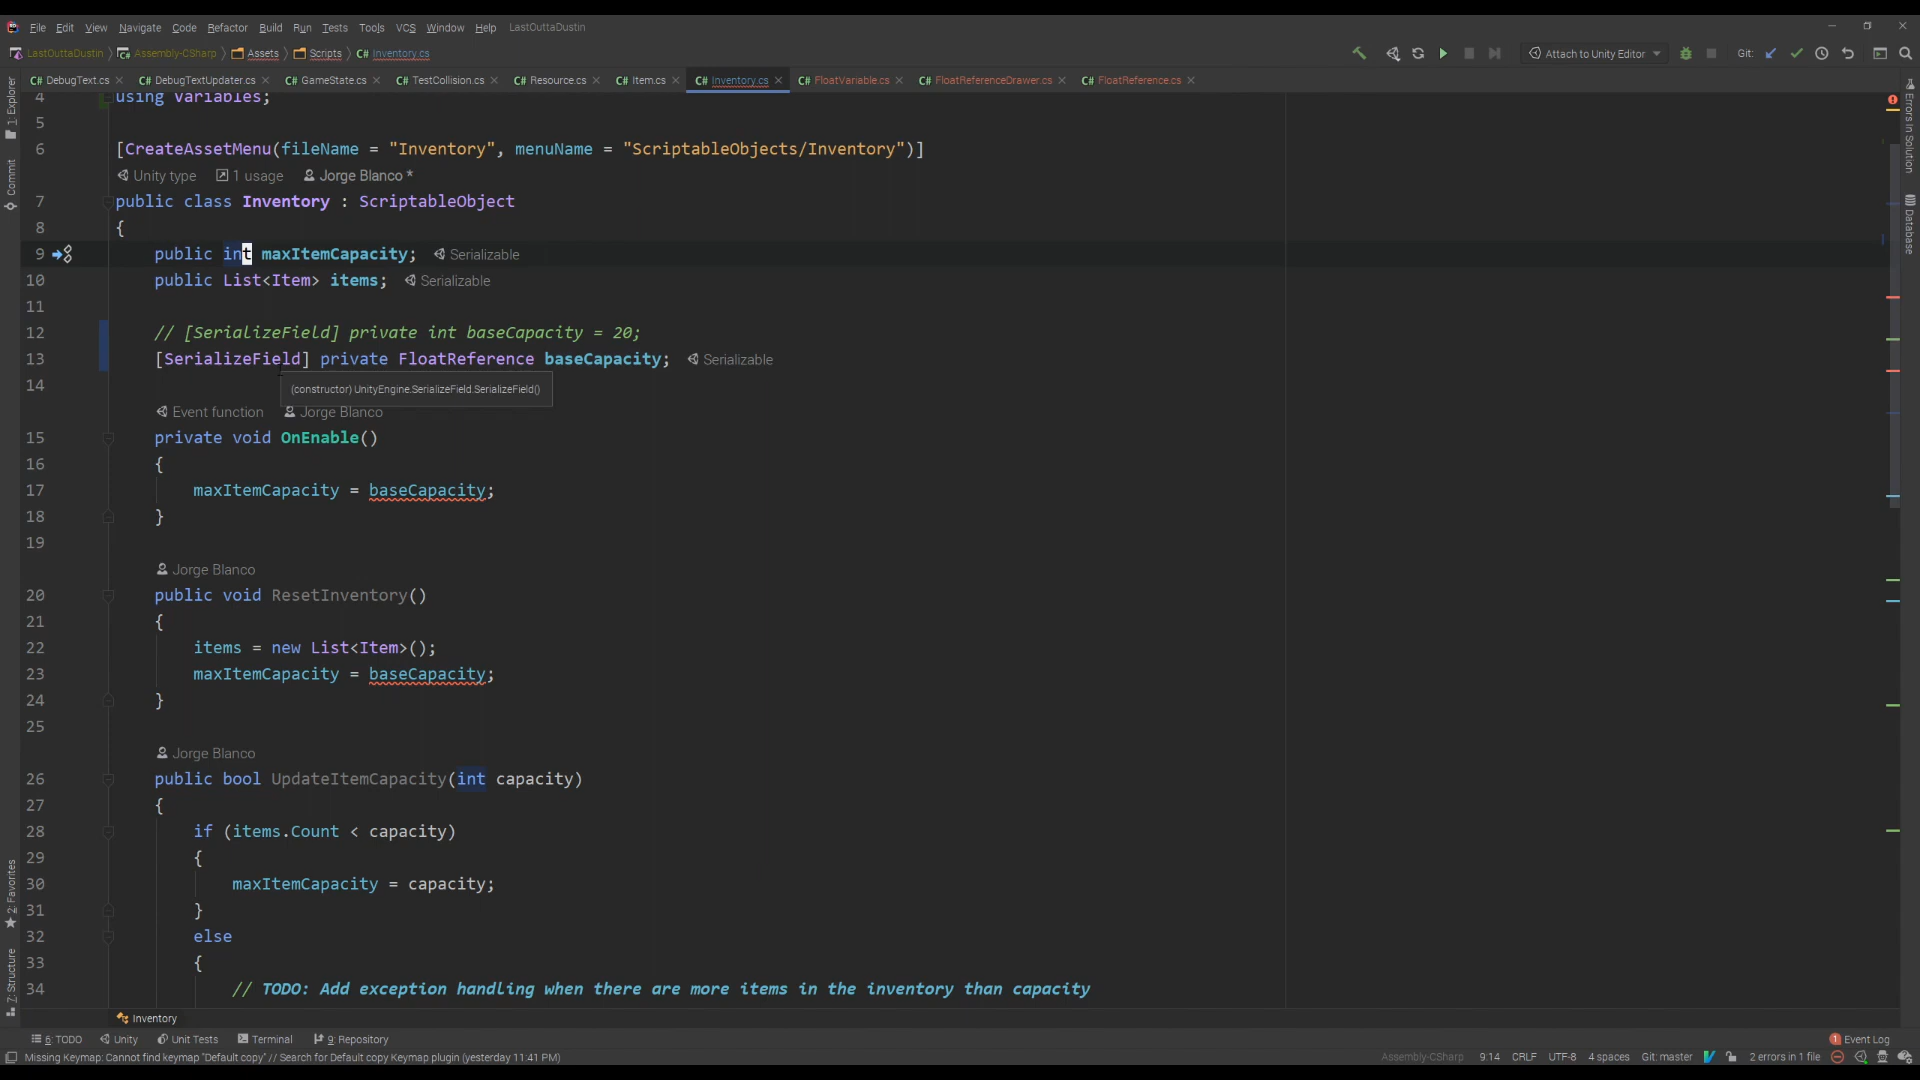 File Edit View Navigate Code Refactor Build Run Tests Tools VCS Window Help LastOuttaDustin
LastOuttaDustin Assembly-CSharp Assets Scripts C# Inventory.cs Attach to Unity Editor Git:
C# DebugText.cs C# DebugTextUpdater.cs C# GameState.cs C# TestCollision.cs C# Resource.cs C# Item.cs C# Inventory.cs C# FloatVariable.cs C# FloatReferenceDrawer.cs C# FloatReference.cs
1: Explorer
Commit
2: Favorites
Z: Structure
Errors In Solution
Database
4 using Variables;
5
6 [CreateAssetMenu(fileName = "Inventory", menuName = "ScriptableObjects/Inventory")]
Unity type 1 usage Jorge Blanco *
7 public class Inventory : ScriptableObject
8 {
9 public int maxItemCapacity; Serializable
10 public List<Item> items; Serializable
11
12 // [SerializeField] private int baseCapacity = 20;
13 [SerializeField] private FloatReference baseCapacity; Serializable
14
(constructor) UnityEngine.SerializeField.SerializeField()
Event function Jorge Blanco
15 private void OnEnable()
16 {
17 maxItemCapacity = baseCapacity;
18 }
19
Jorge Blanco
20 public void ResetInventory()
21 {
22 items = new List<Item>();
23 maxItemCapacity = baseCapacity;
24 }
25
Jorge Blanco
26 public bool UpdateItemCapacity(int capacity)
27 {
28 if (items.Count < capacity)
29 {
30 maxItemCapacity = capacity;
31 }
32 else
33 {
34 // TODO: Add exception handling when there are more items in the inventory than capacity
Inventory
6: TODO Unity Unit Tests Terminal 9: Repository 1 Event Log
Missing Keymap: Cannot find keymap "Default copy" // Search for Default copy Keymap plugin (yesterday 11:41 PM) Assembly-CSharp 9:14 CRLF UTF-8 4 spaces Git: master 2 errors in 1 file